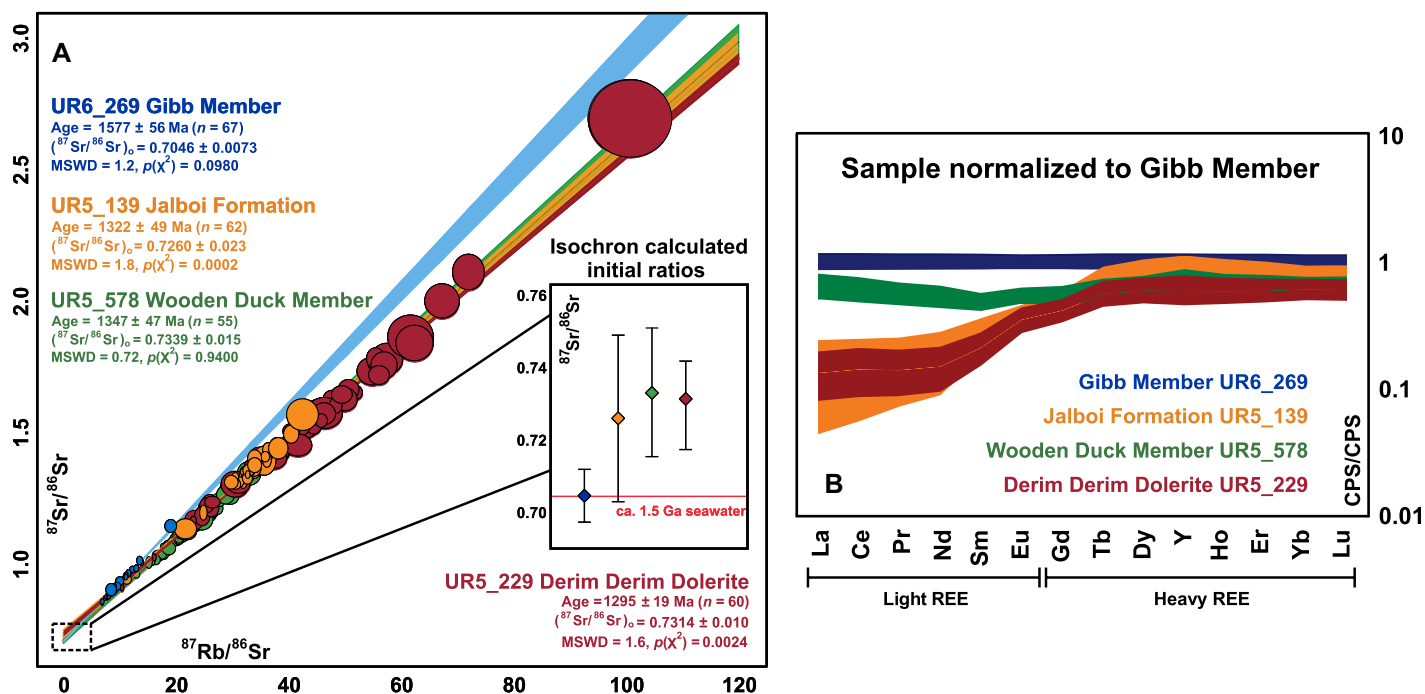 A
UR6_269 Gibb Member
Age = 1577 ± 56 Ma (n = 67)
(⁸⁷Sr/⁸⁶Sr)ₒ = 0.7046 ± 0.0073
MSWD = 1.2, p(χ²) = 0.0980
UR5_139 Jalboi Formation
Age = 1322 ± 49 Ma (n = 62)
(⁸⁷Sr/⁸⁶Sr)ₒ = 0.7260 ± 0.023
MSWD = 1.8, p(χ²) = 0.0002
UR5_578 Wooden Duck Member
Age = 1347 ± 47 Ma (n = 55)
(⁸⁷Sr/⁸⁶Sr)ₒ = 0.7339 ± 0.015
MSWD = 0.72, p(χ²) = 0.9400
3.0
2.5
2.0
1.5
1.0
⁸⁷Sr/⁸⁶Sr
Isochron calculated
initial ratios
0.76
0.74
0.72
0.70
⁸⁷Sr/⁸⁶Sr
ca. 1.5 Ga seawater
UR5_229 Derim Derim Dolerite
Age =1295 ± 19 Ma (n = 60)
(⁸⁷Sr/⁸⁶Sr)ₒ = 0.7314 ± 0.010
MSWD = 1.6, p(χ²) = 0.0024
⁸⁷Rb/⁸⁶Sr
0 20 40 60 80 100 120
Sample normalized to Gibb Member
10
1
0.1
0.01
Gibb Member UR6_269
Jalboi Formation UR5_139
Wooden Duck Member UR5_578
Derim Derim Dolerite UR5_229
B
CPS/CPS
La Ce Pr Nd Sm Eu Gd Tb Dy Y Ho Er Yb Lu
Light REE Heavy REE